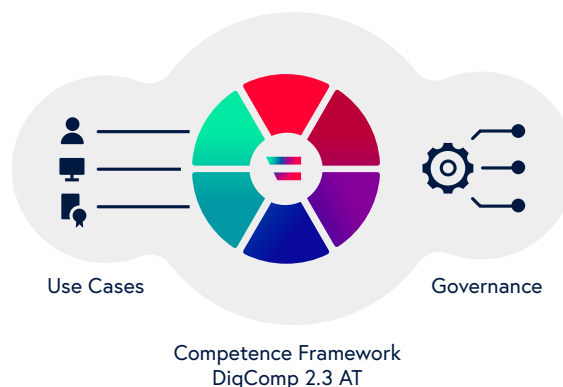 Use Cases
Governance
Competence Framework
DigComp 2.3 AT